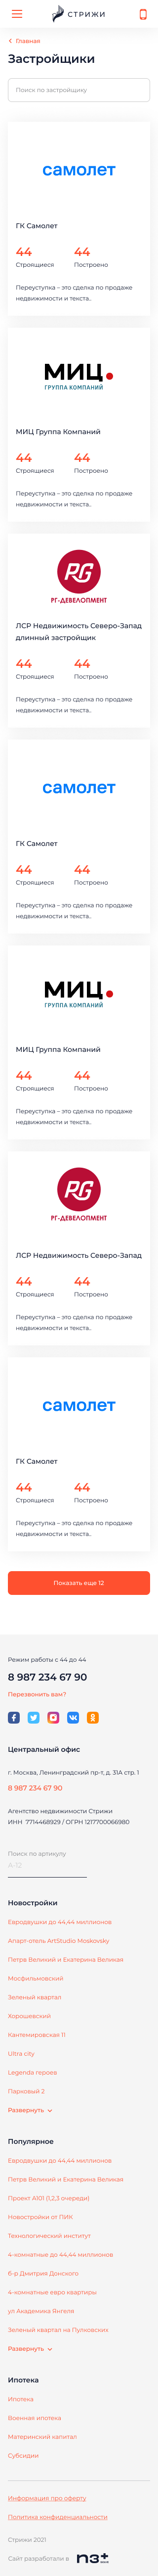 СТРИЖИ
Главная
Застройщики
Поиск по застройщику
самолет
ГК Самолет
44 44
Строящиеся Построено
Переуступка – это сделка по продаже
недвижимости и текста..
МИЦ
ГРУППА КОМПАНИЙ
МИЦ Группа Компаний
44 44
Строящиеся Построено
Переуступка – это сделка по продаже
недвижимости и текста..
PG
РГ-ДЕВЕЛОПМЕНТ
ЛСР Недвижимость Северо-Запад
длинный застройщик
44 44
Строящиеся Построено
Переуступка – это сделка по продаже
недвижимости и текста..
самолет
ГК Самолет
44 44
Строящиеся Построено
Переуступка – это сделка по продаже
недвижимости и текста..
МИЦ
ГРУППА КОМПАНИЙ
МИЦ Группа Компаний
44 44
Строящиеся Построено
Переуступка – это сделка по продаже
недвижимости и текста..
PG
РГ-ДЕВЕЛОПМЕНТ
ЛСР Недвижимость Северо-Запад
44 44
Строящиеся Построено
Переуступка – это сделка по продаже
недвижимости и текста..
самолет
ГК Самолет
44 44
Строящиеся Построено
Переуступка – это сделка по продаже
недвижимости и текста..
Показать еще 12
Режим работы с 44 до 44
8 987 234 67 90
Перезвонить вам?
Центральный офис
г. Москва, Ленинградский пр-т, д. 31А стр. 1
8 987 234 67 90
Агентство недвижимости Стрижи
ИНН 7714468929 / ОГРН 1217700066980
Поиск по артикулу
А-12
Новостройки
Евродвушки до 44,44 миллионов
Апарт-отель ArtStudio Moskovsky
Петрв Великий и Екатерина Великая
Мосфильмовский
Зеленый квартал
Хорошевский
Кантемировская 11
Ultra city
Legenda героев
Парковый 2
Развернуть
Популярное
Евродвушки до 44,44 миллионов
Петрв Великий и Екатерина Великая
Проект А101 (1,2,3 очереди)
Новостройки от ПИК
Технологический институт
4-комнатные до 44,44 миллионов
б-р Дмитрия Донского
4-комнатные евро квартиры
ул Академика Янгеля
Зеленый квартал на Пулковских
Развернуть
Ипотека
Ипотека
Военная ипотека
Материнский капитал
Субсидии
Информация про оферту
Политика конфиденциальности
Стрижи 2021
Сайт разработали в